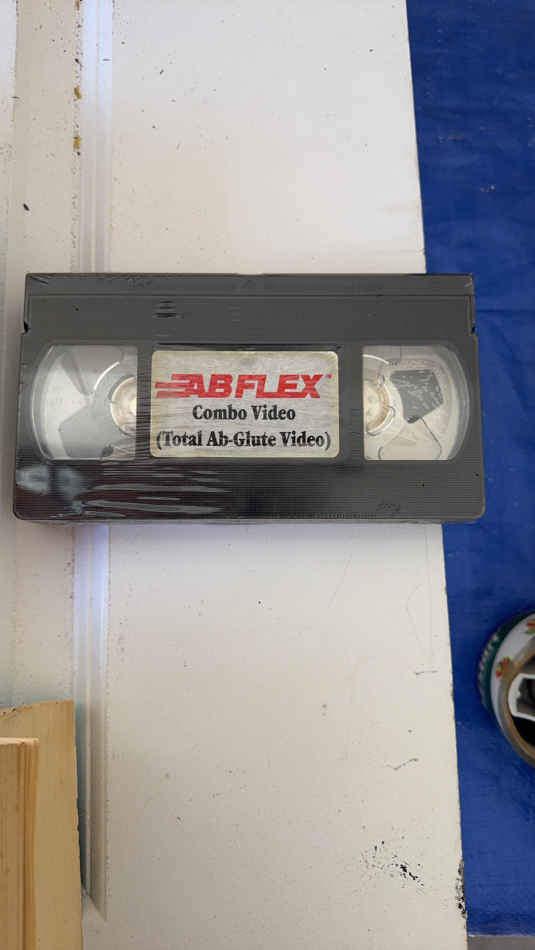 ABFLEX®
Combo Video
(Total Ab-Glute Video)